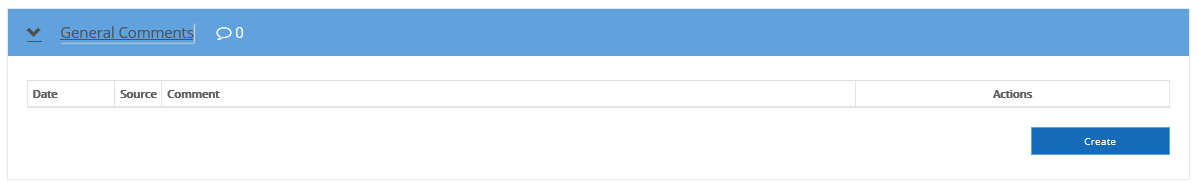 General Comments 0
Date Source Comment Actions
Create